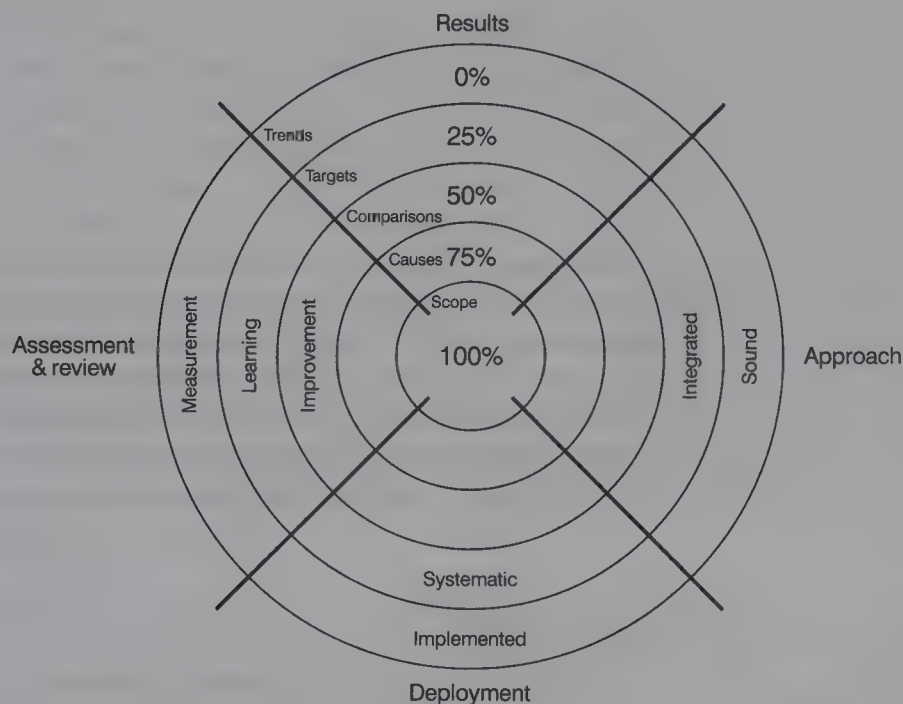 Results
0%
Trends
25%
Targets
50%
Comparisons
Causes 75%
Scope
Assessment
& review
Measurement
Learning
Improvement
100%
Integrated
Sound
Approach
Systematic
Implemented
Deployment